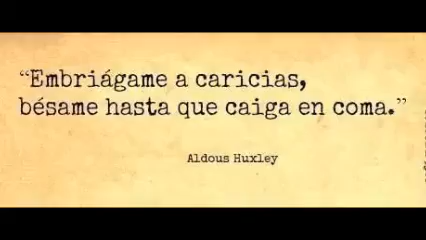 “Embriágame a caricias,
bésame hasta que caiga en coma.”
Aldous Huxley